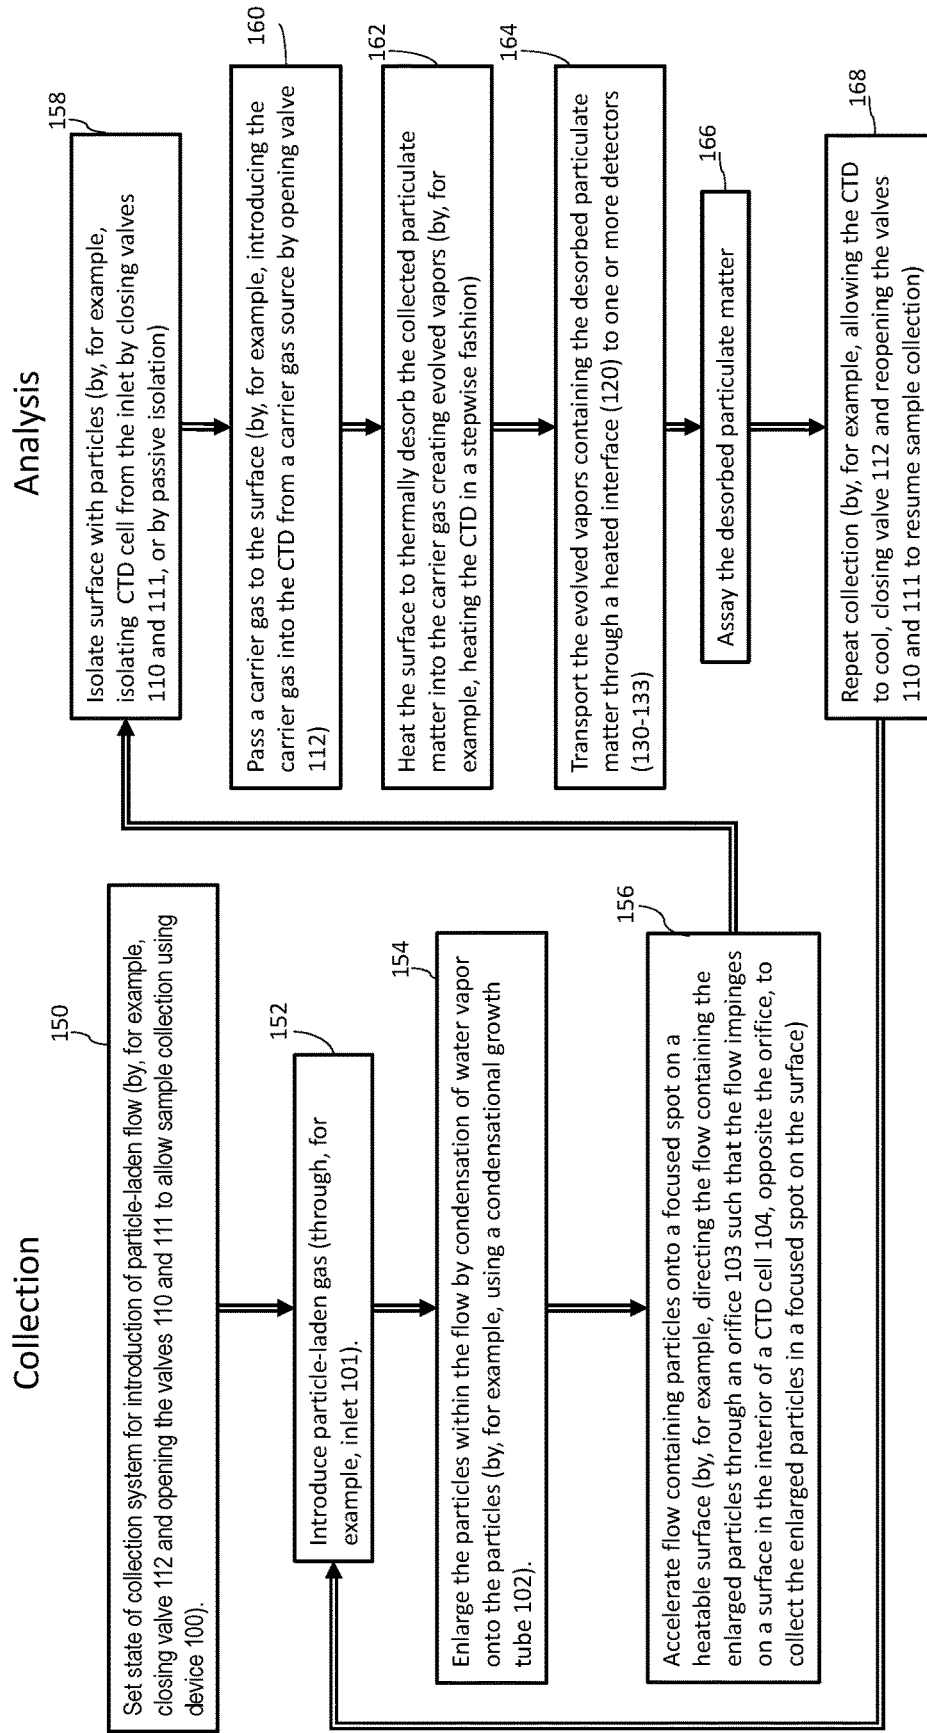 Collection
150
Set state of collection system for introduction of particle-laden flow (by, for example,
closing valve 112 and opening the valves 110 and 111 to allow sample collection using
device 100).
152
Introduce particle-laden gas (through, for
example, inlet 101).
154
Enlarge the particles within the flow by condensation of water vapor
onto the particles (by, for example, using a condensational growth
tube 102).
156
Accelerate flow containing particles onto a focused spot on a
heatable surface (by, for example, directing the flow containing the
enlarged particles through an orifice 103 such that the flow impinges
on a surface in the interior of a CTD cell 104, opposite the orifice, to
collect the enlarged particles in a focused spot on the surface)
Analysis
158
Isolate surface with particles (by, for example,
isolating CTD cell from the inlet by closing valves
110 and 111, or by passive isolation)
160
Pass a carrier gas to the surface (by, for example, introducing the
carrier gas into the CTD from a carrier gas source by opening valve
112)
162
Heat the surface to thermally desorb the collected particulate
matter into the carrier gas creating evolved vapors (by, for
example, heating the CTD in a stepwise fashion)
164
Transport the evolved vapors containing the desorbed particulate
matter through a heated interface (120) to one or more detectors
(130-133)
166
Assay the desorbed particulate matter
168
Repeat collection (by, for example, allowing the CTD
to cool, closing valve 112 and reopening the valves
110 and 111 to resume sample collection)